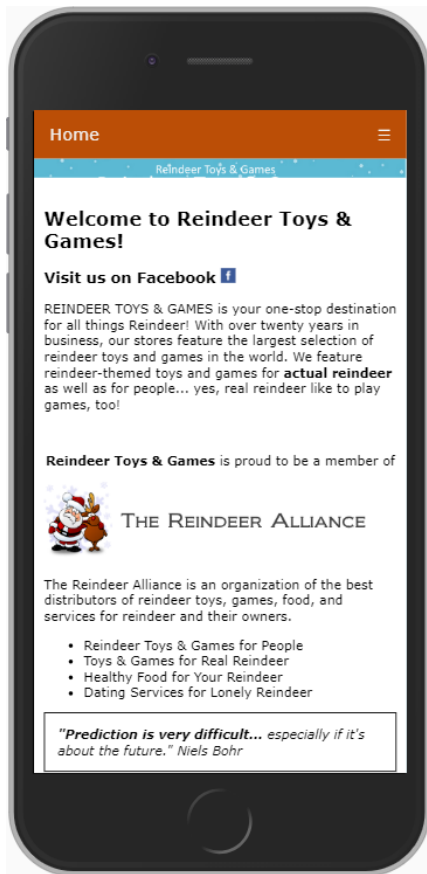 Home ☰
Reindeer Toys & Games
Welcome to Reindeer Toys &
Games!
Visit us on Facebook f
REINDEER TOYS & GAMES is your one-stop destination
for all things Reindeer! With over twenty years in
business, our stores feature the largest selection of
reindeer toys and games in the world. We feature
reindeer-themed toys and games for actual reindeer
as well as for people... yes, real reindeer like to play
games, too!
Reindeer Toys & Games is proud to be a member of
THE REINDEER ALLIANCE
The Reindeer Alliance is an organization of the best
distributors of reindeer toys, games, food, and
services for reindeer and their owners.
• Reindeer Toys & Games for People
• Toys & Games for Real Reindeer
• Healthy Food for Your Reindeer
• Dating Services for Lonely Reindeer
"Prediction is very difficult... especially if it's
about the future." Niels Bohr